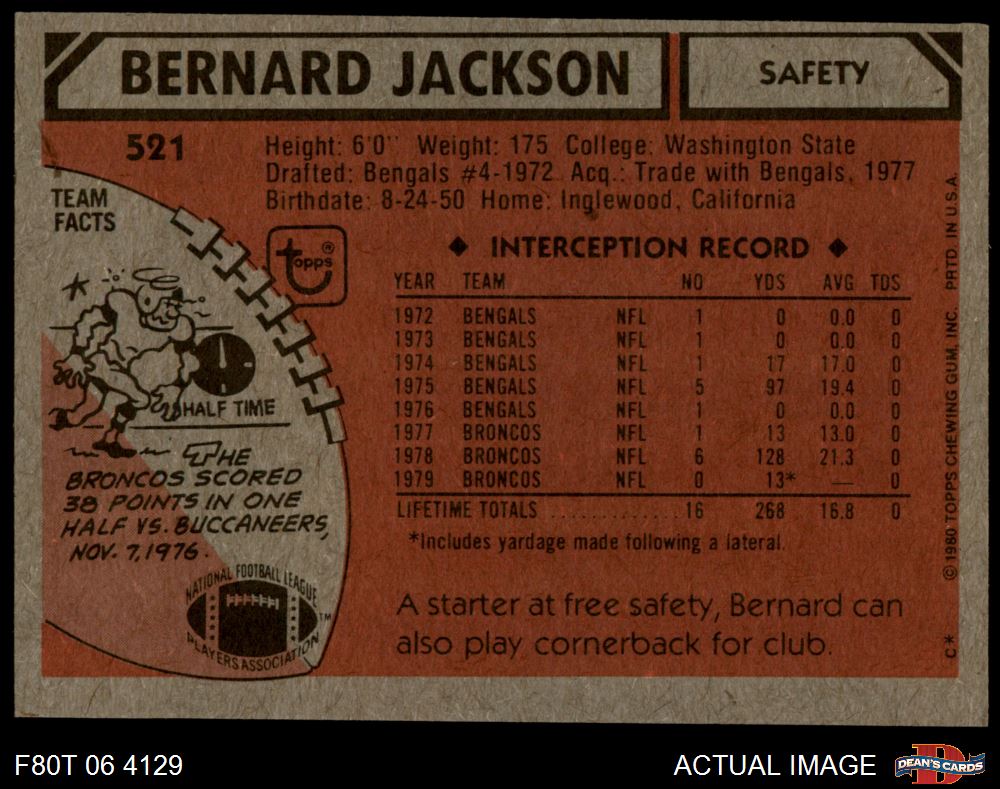 BERNARD JACKSON
SAFETY
521
Height: 6'0" Weight: 175 College: Washington State
Drafted: Bengals #4-1972 Acq.: Trade with Bengals, 1977
Birthdate: 8-24-50 Home: Inglewood, California
TEAM
FACTS
topps®
HALF TIME
THE
BRONCOS SCORED
38 POINTS IN ONE
HALF VS. BUCCANEERS,
NOV. 7, 1976.
NATIONAL FOOTBALL LEAGUE
PLAYERS ASSOCIATION
TM
◆ INTERCEPTION RECORD ◆
YEAR TEAM NO YDS AVG TDS
1972 BENGALS NFL 1 0 0.0 0
1973 BENGALS NFL 1 0 0.0 0
1974 BENGALS NFL 1 17 17.0 0
1975 BENGALS NFL 5 97 19.4 0
1976 BENGALS NFL 1 0 0.0 0
1977 BRONCOS NFL 1 13 13.0 0
1978 BRONCOS NFL 6 128 21.3 0
1979 BRONCOS NFL 0 13* — 0
LIFETIME TOTALS ............. 16 268 16.8 0
*Includes yardage made following a lateral.
A starter at free safety, Bernard can
also play cornerback for club.
© 1980 TOPPS CHEWING GUM, INC. PRTD. IN U.S.A.
C*
F80T 06 4129
ACTUAL IMAGE
D
DEAN'S CARDS